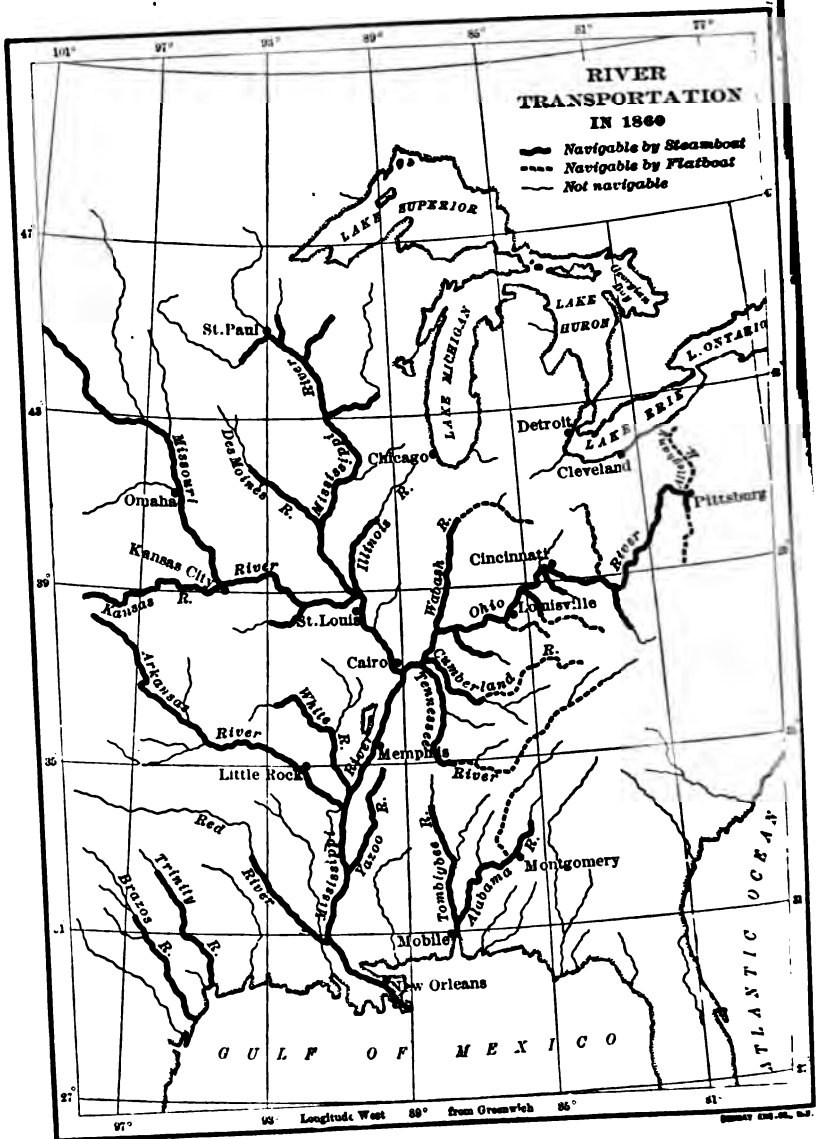 101°
97°
93°
89°
85°
81°
77°
RIVER
TRANSPORTATION
IN 1860
Navigable by Steamboat
Navigable by Flatboat
Not navigable
47
LAKE SUPERIOR
Georgian Bay
LAKE HURON
LAKE MICHIGAN
L. ONTARIO
LAKE ERIE
St. Paul
River
Mississippi
43
Detroit
Cleveland
Chicago
Missouri
Des Moines R.
Omaha
Illinois R.
Pittsburg
Kansas City
River
39°
Kansas R.
St. Louis
Wabash R.
Cincinnati
Ohio
River
Louisville
Cairo
Cumberland R.
Tennessee
River
Arkansas
River
White R.
River
Memphis
35
Little Rock
Red
River
Mississippi
Yazoo R.
Tombigbee R.
Alabama R.
Montgomery
Trinity R.
Brazos R.
Mobile
New Orleans
GULF OF MEXICO
ATLANTIC OCEAN
27°
97°
93°
Longitude West
89°
from Greenwich
85°
81°